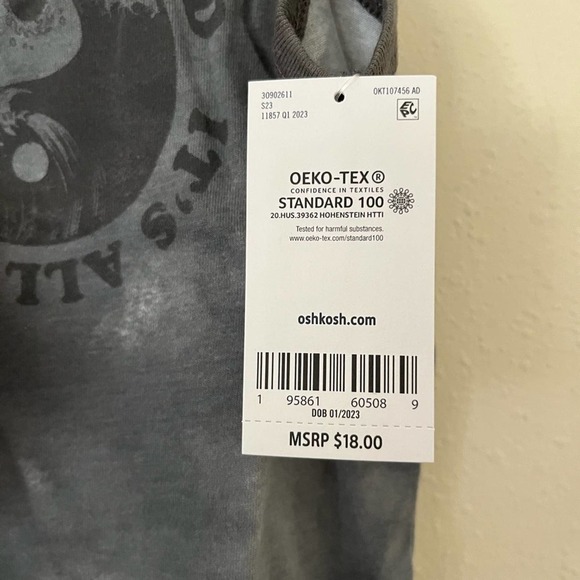 IT'S ALL
30902611
S23
11857 Q1 2023
OKT107456 AD
OEKO-TEX®
CONFIDENCE IN TEXTILES
STANDARD 100
20.HUS.39362 HOHENSTEIN HTTI
Tested for harmful substances.
www.oeko-tex.com/standard100
oshkosh.com
1 95861 60508 9
DOB 01/2023
MSRP $18.00